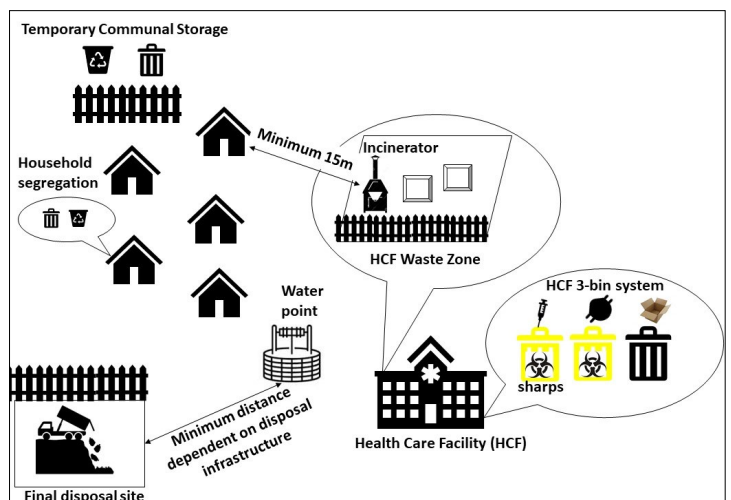 Temporary Communal Storage
Household
segregation
Minimum 15m
Incinerator
HCF Waste Zone
HCF 3-bin system
sharps
Water
point
Minimum distance
dependent on disposal
infrastructure
Health Care Facility (HCF)
Final disposal site